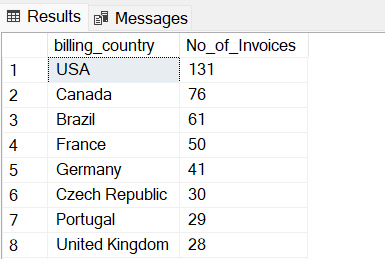 Results Messages
billing_country No_of_Invoices
1 USA 131
2 Canada 76
3 Brazil 61
4 France 50
5 Germany 41
6 Czech Republic 30
7 Portugal 29
8 United Kingdom 28